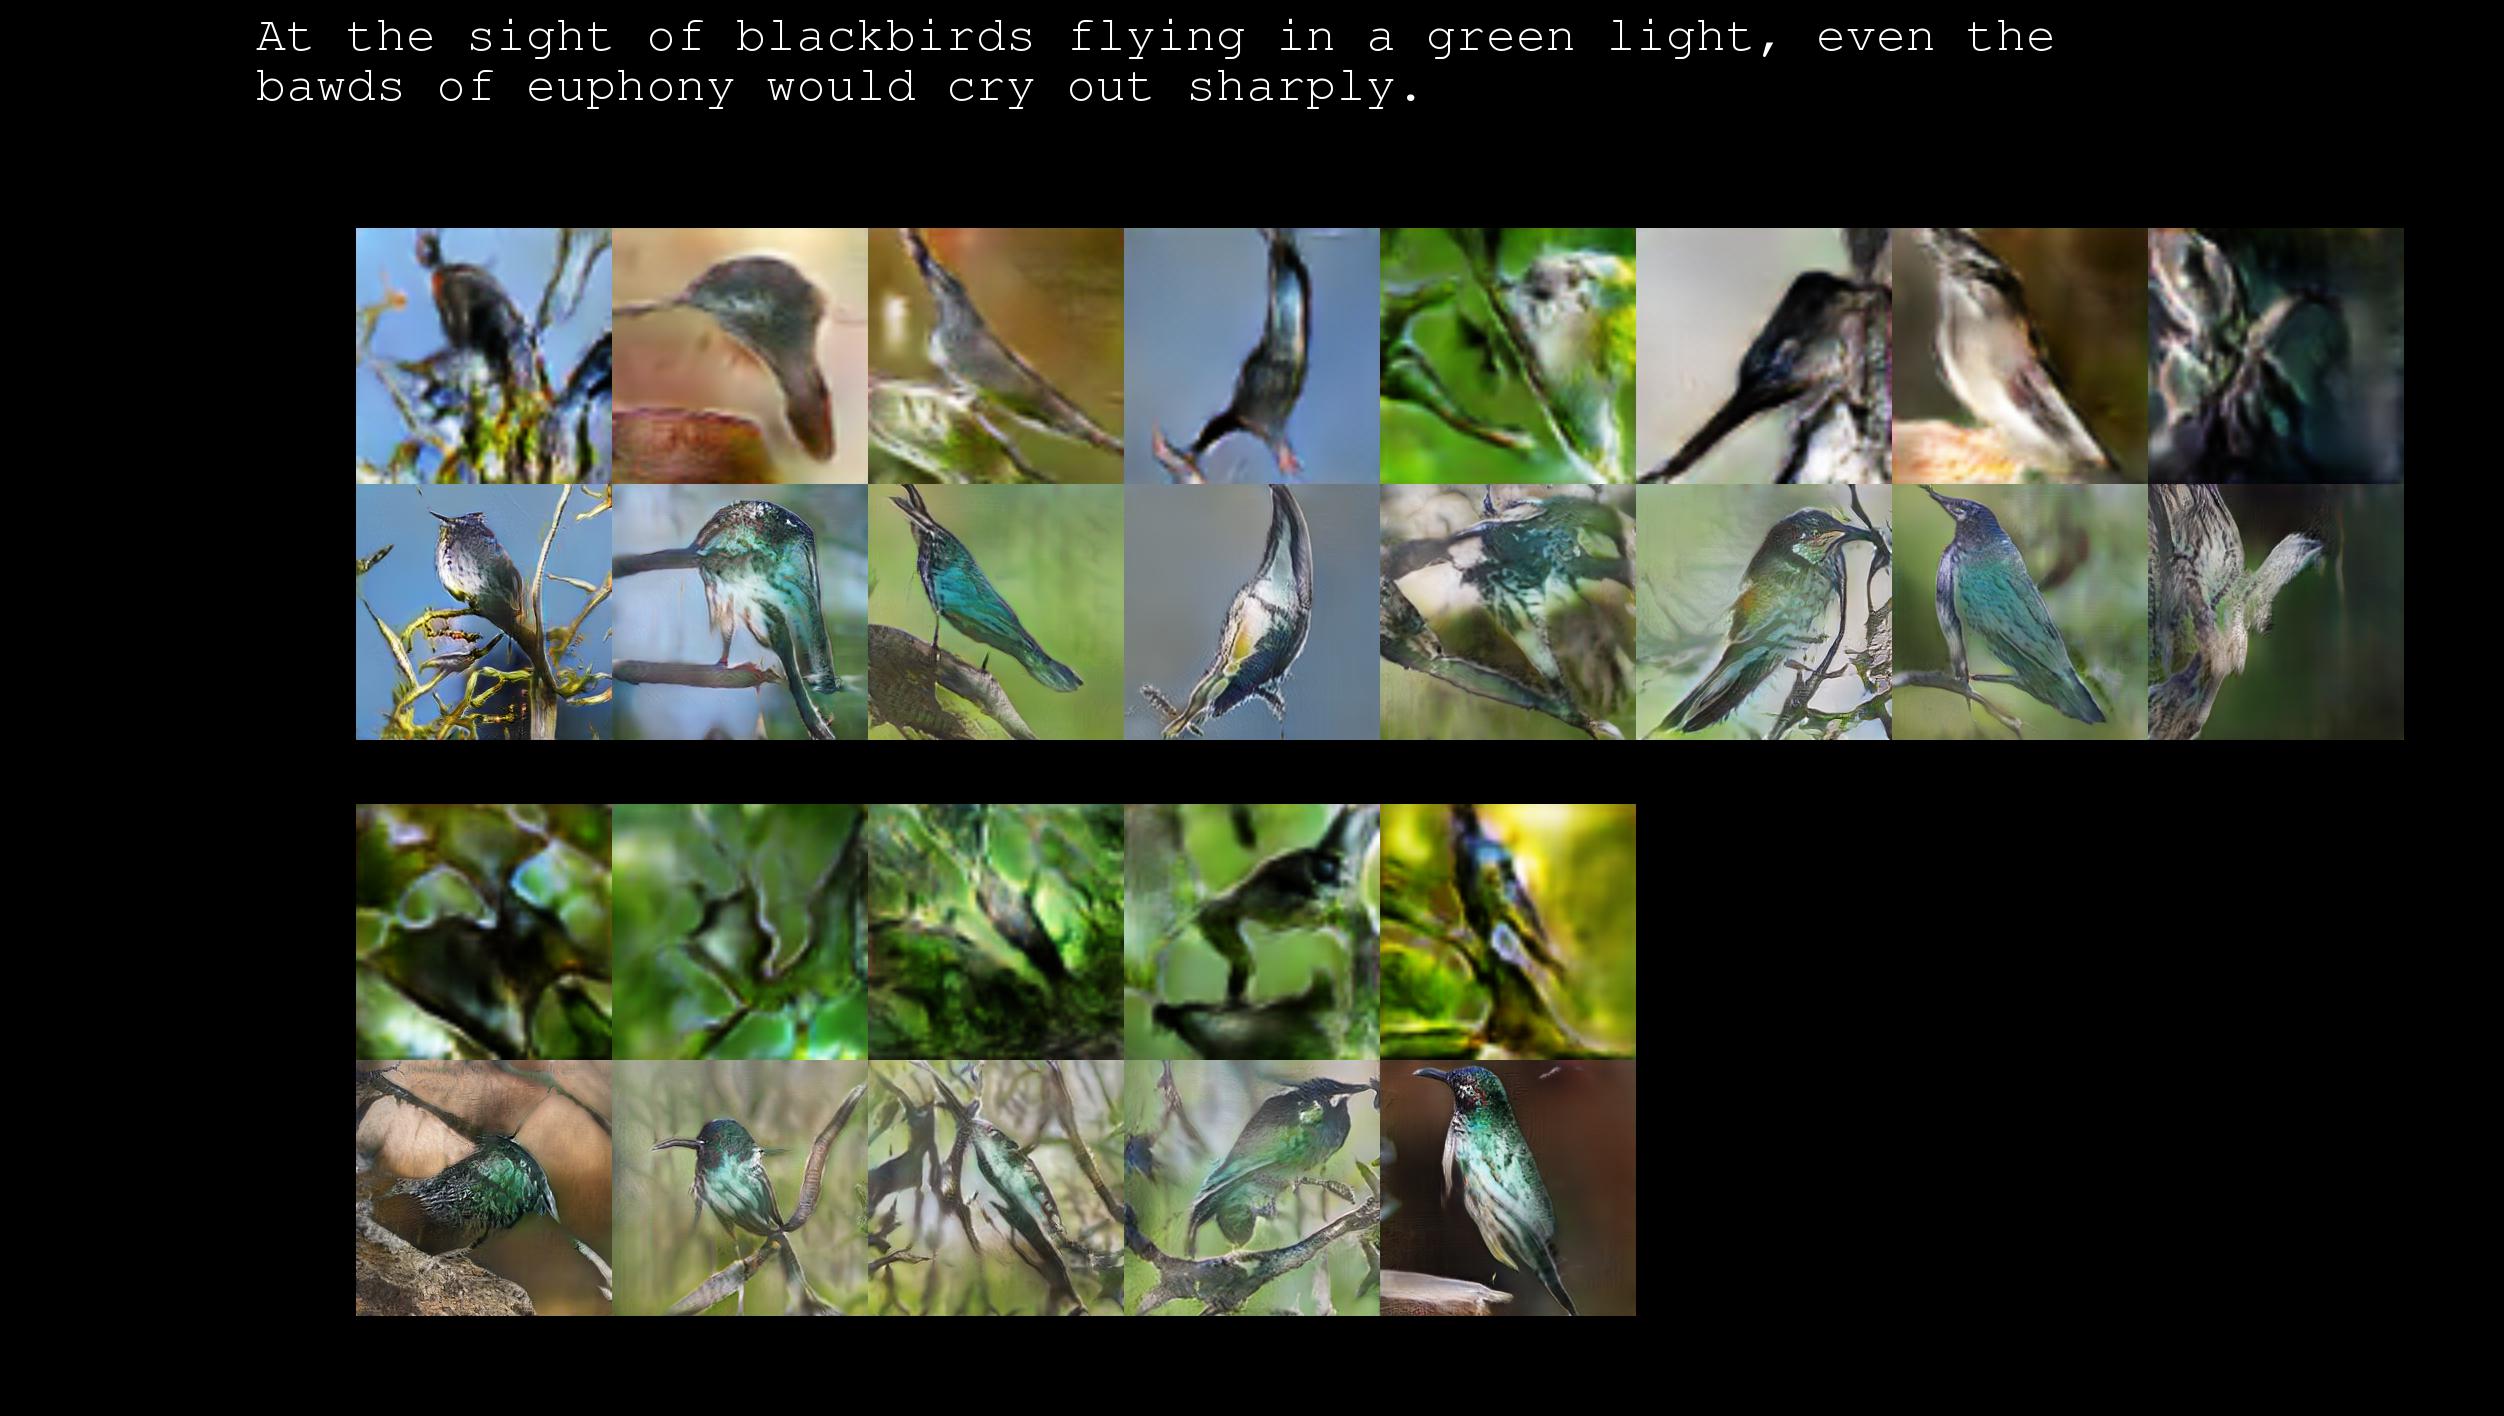 At the sight of blackbirds flying in a green light, even the
bawds of euphony would cry out sharply.